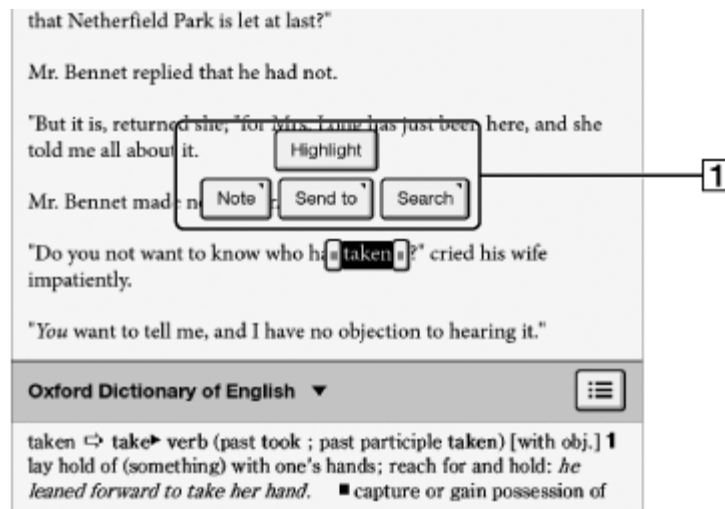 that Netherfield Park is let at last?"
Mr. Bennet replied that he had not.
"But it is, returned she; "for Mrs. Long has just been here, and she
told me all about it.
Highlight
Mr. Bennet made
Note
Send to
Search
1
"Do you not want to know who taken ?" cried his wife
impatiently.
"You want to tell me, and I have no objection to hearing it."
Oxford Dictionary of English ▼
taken ⇨ take▸ verb (past took ; past participle taken) [with obj.] 1
lay hold of (something) with one's hands; reach for and hold: he
leaned forward to take her hand. ■ capture or gain possession of